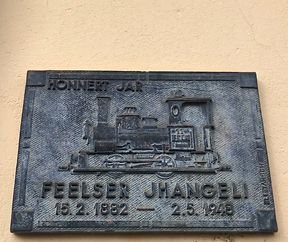 HONNERT JAR
FEELSER JHANGELI
15.2.1882 — 2.5.1948